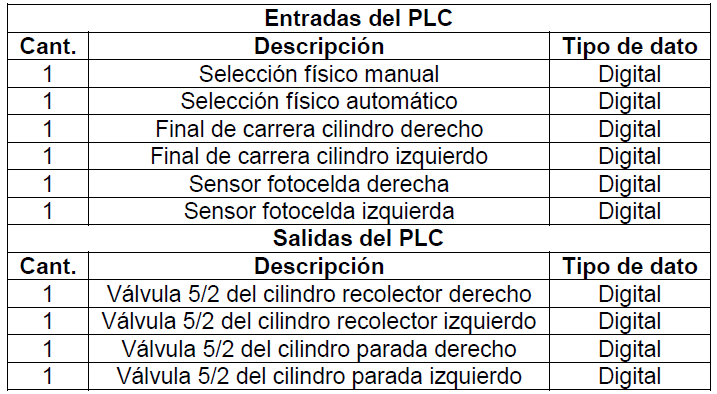 Entradas del PLC
Cant. Descripción Tipo de dato
1 Selección físico manual Digital
1 Selección físico automático Digital
1 Final de carrera cilindro derecho Digital
1 Final de carrera cilindro izquierdo Digital
1 Sensor fotocelda derecha Digital
1 Sensor fotocelda izquierda Digital
Salidas del PLC
Cant. Descripción Tipo de dato
1 Válvula 5/2 del cilindro recolector derecho Digital
1 Válvula 5/2 del cilindro recolector izquierdo Digital
1 Válvula 5/2 del cilindro parada derecho Digital
1 Válvula 5/2 del cilindro parada izquierdo Digital